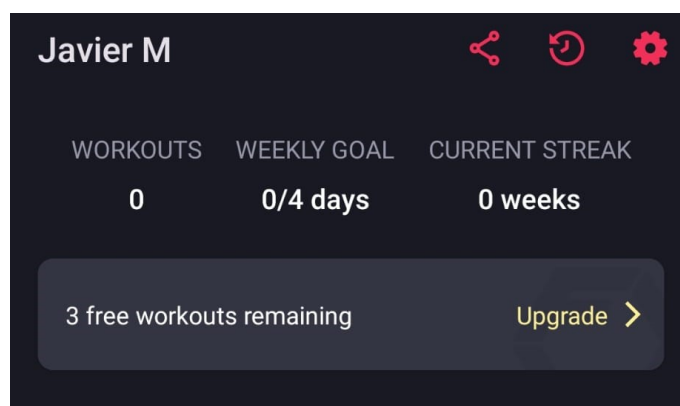 Javier M
WORKOUTS WEEKLY GOAL CURRENT STREAK
0 0/4 days 0 weeks
3 free workouts remaining Upgrade